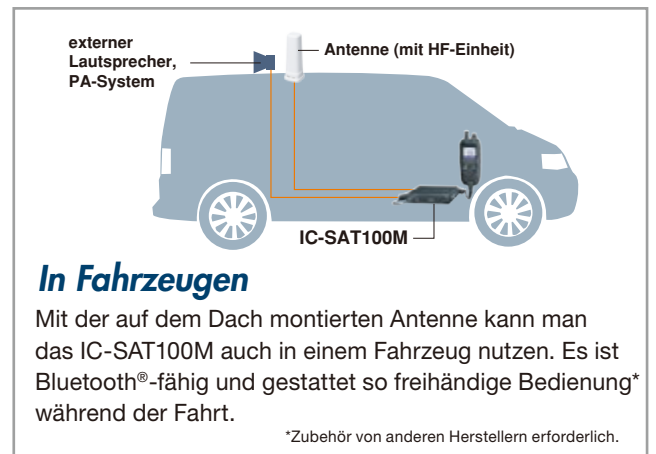 externer
Lautsprecher,
PA-System
Antenne (mit HF-Einheit)
IC-SAT100M
In Fahrzeugen
Mit der auf dem Dach montierten Antenne kann man
das IC-SAT100M auch in einem Fahrzeug nutzen. Es ist
Bluetooth®-fähig und gestattet so freihändige Bedienung*
während der Fahrt.
*Zubehör von anderen Herstellern erforderlich.